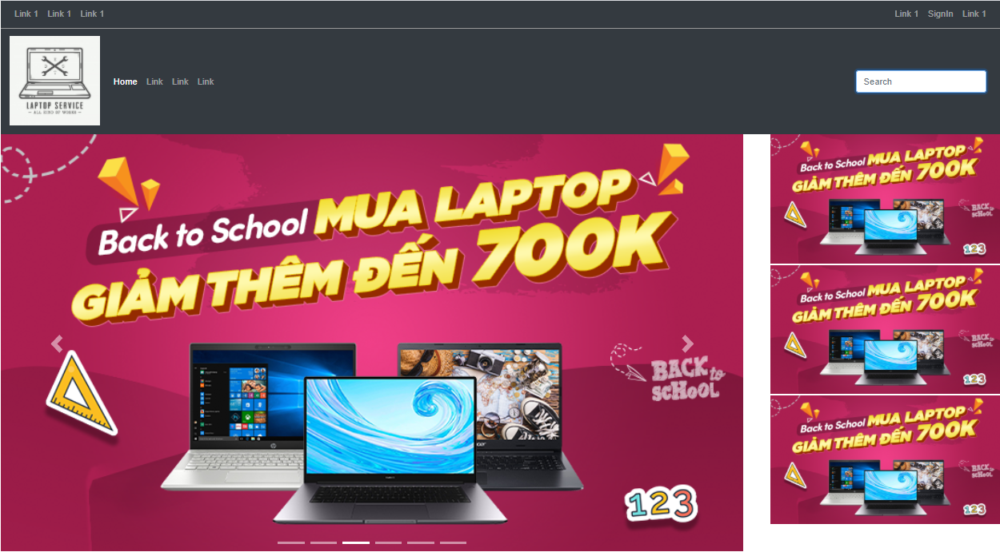 Link 1 Link 1 Link 1
Link 1 SignIn Link 1
LAPTOP SERVICE
— ALL KIND OF WORKS —
Home Link Link Link
Search
Back to School MUA LAPTOP
GIẢM THÊM ĐẾN 700K
BACK to
SCHOOL
123
Back to School MUA LAPTOP
GIẢM THÊM ĐẾN 700K
BACK to
SCHOOL
123
Back to School MUA LAPTOP
GIẢM THÊM ĐẾN 700K
BACK to
SCHOOL
123
Back to School MUA LAPTOP
GIẢM THÊM ĐẾN 700K
BACK to
SCHOOL
123